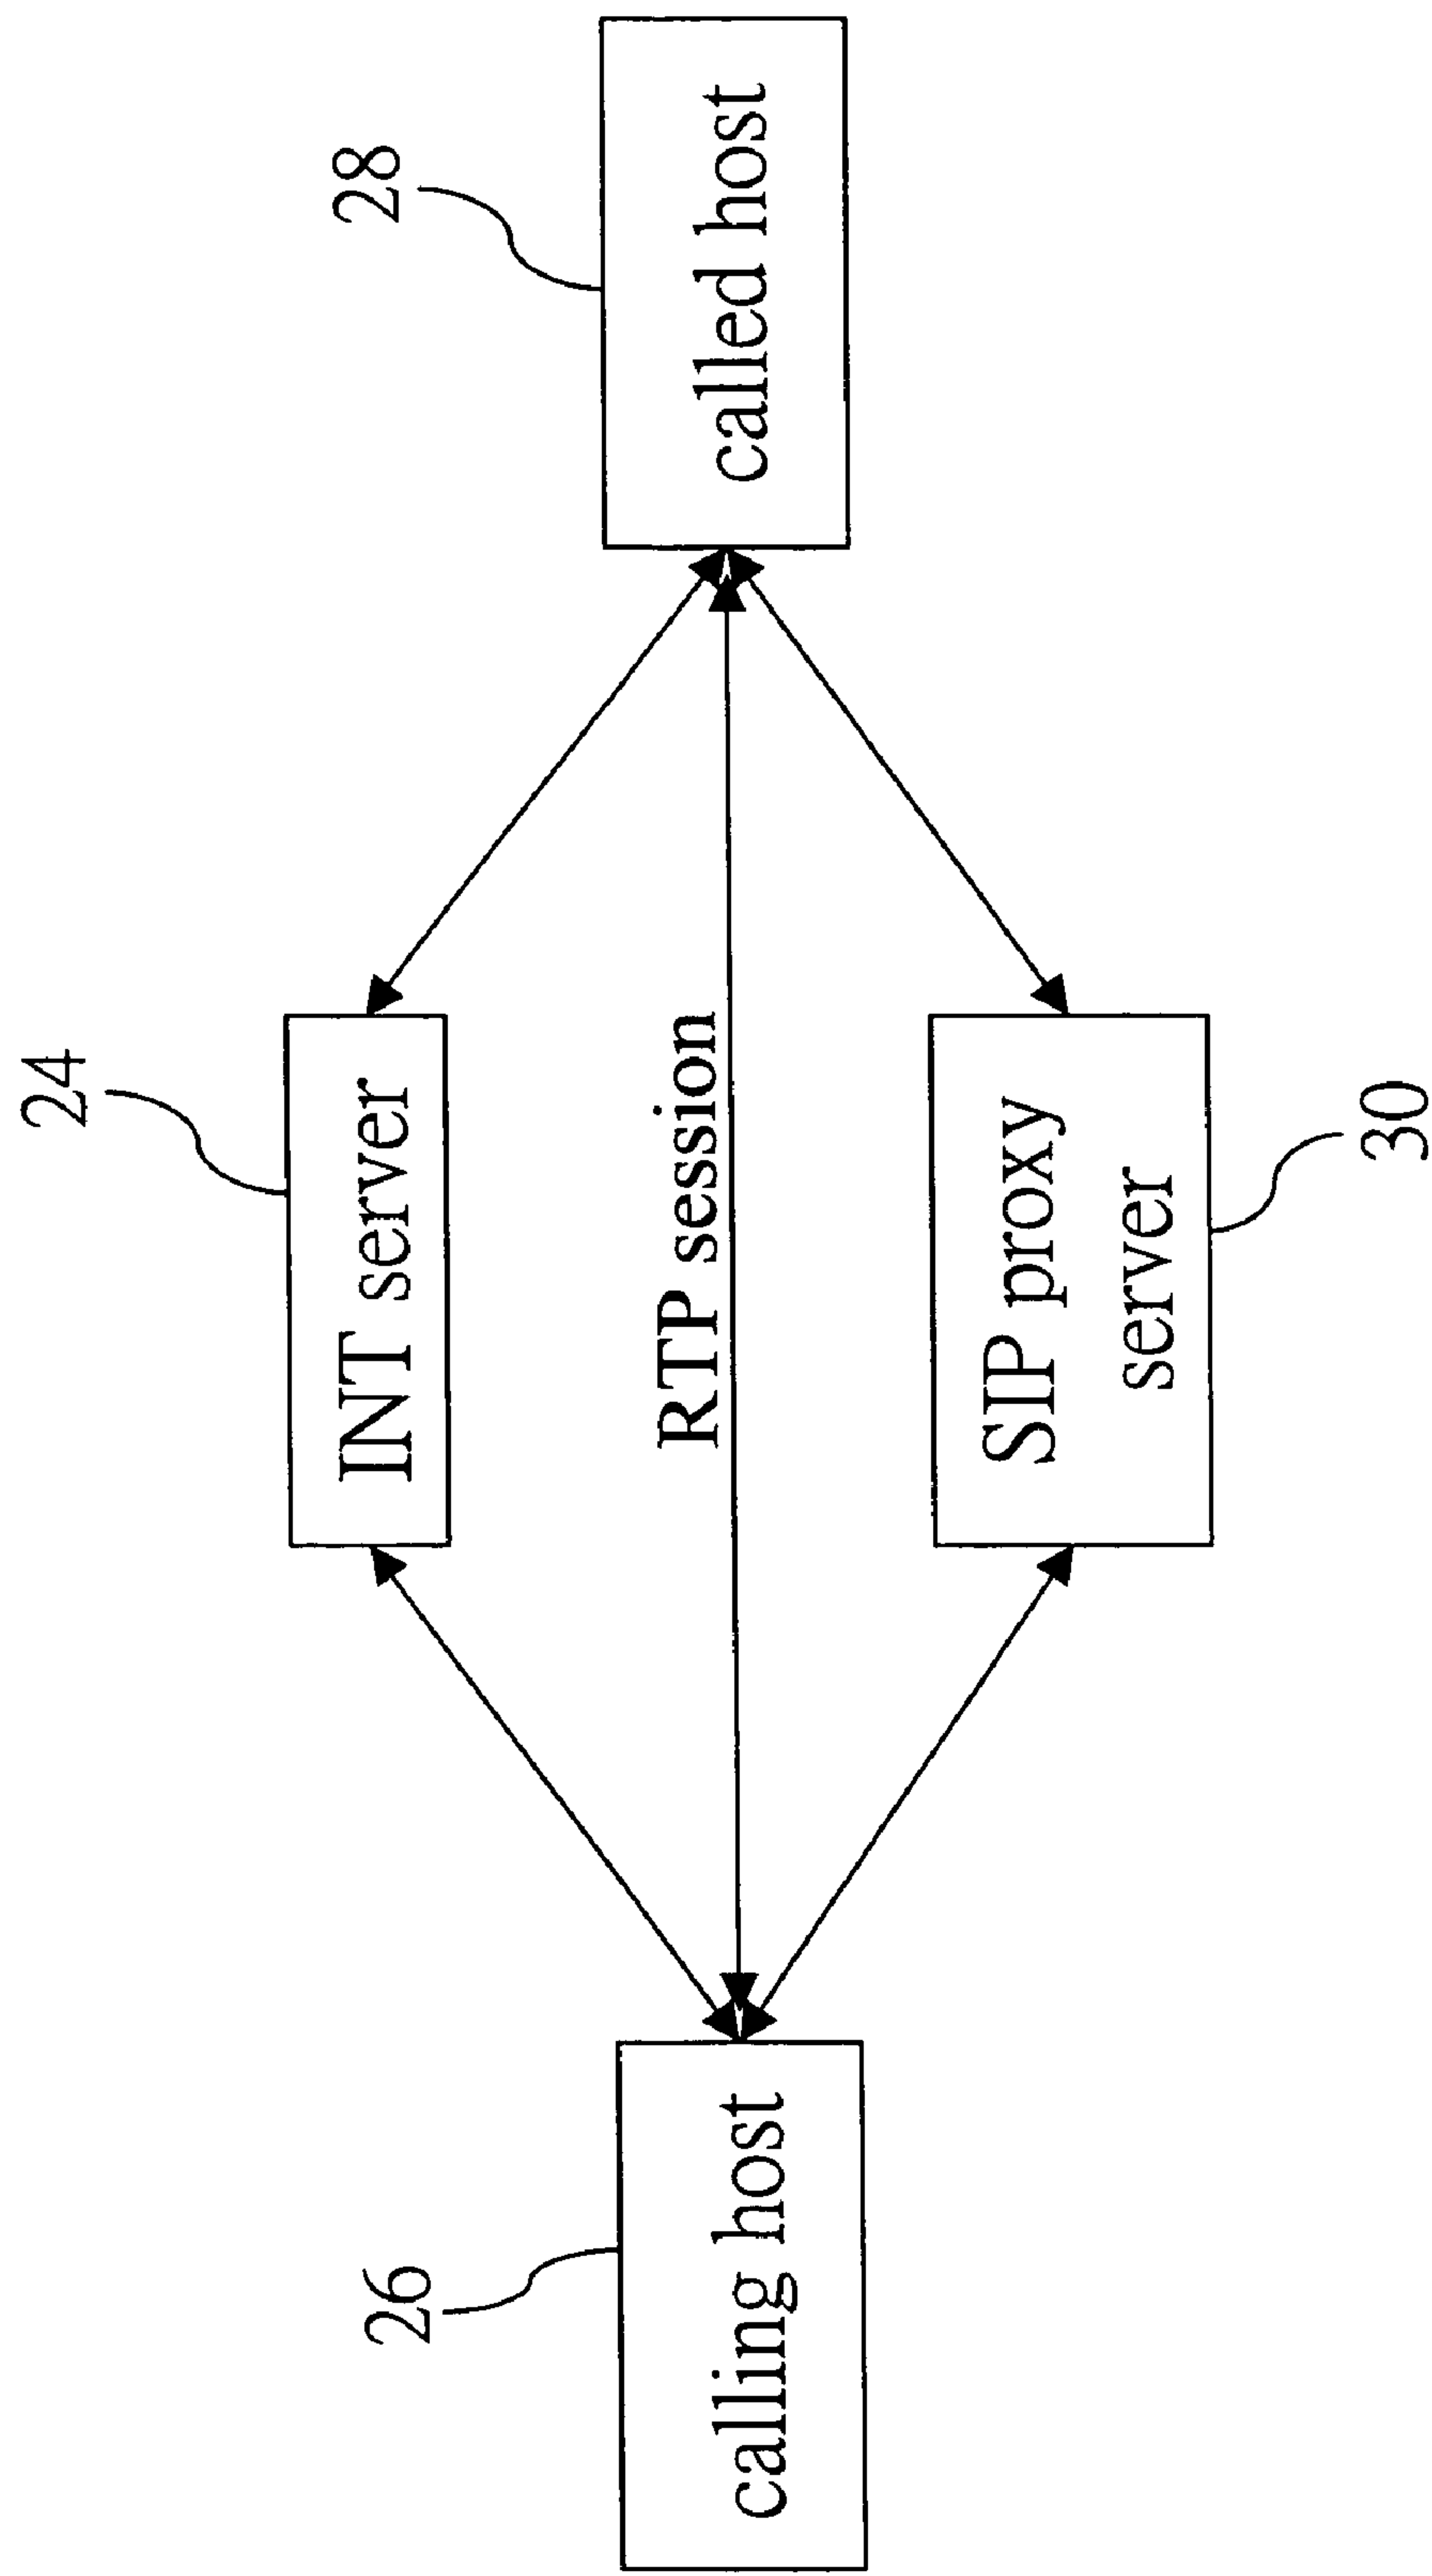 24
INT server
26
calling host
RTP session
28
called host
SIP proxy
server
30